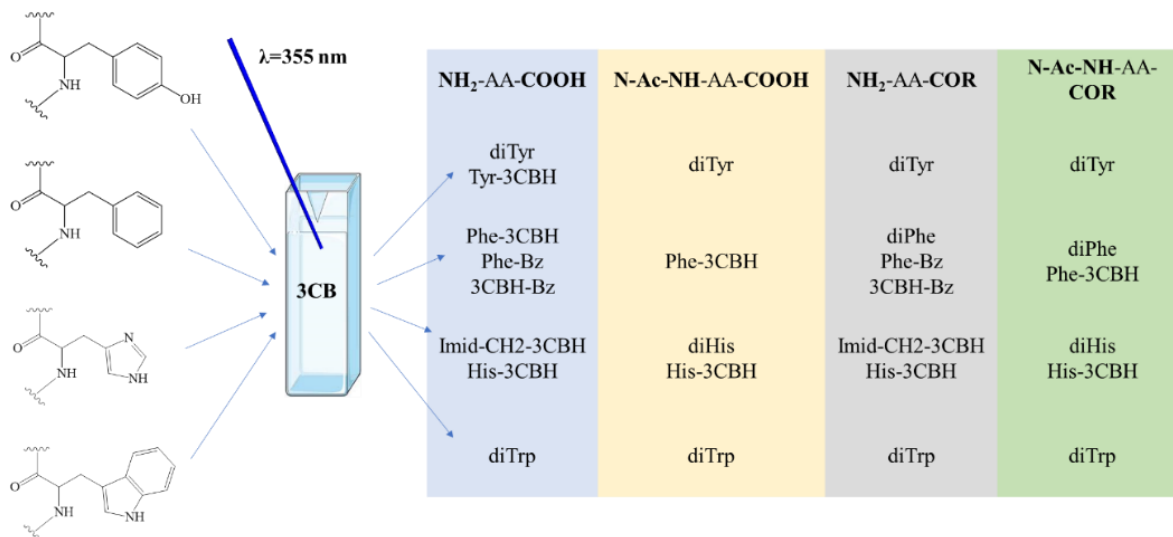 O
NH
OH
O
NH
O
NH
N
NH
O
NH
NH
λ=355 nm
3CB
NH₂-AA-COOH
N-Ac-NH-AA-COOH
NH₂-AA-COR
N-Ac-NH-AA-
COR
diTyr
Tyr-3CBH
diTyr
diTyr
diTyr
Phe-3CBH
Phe-Bz
3CBH-Bz
Phe-3CBH
diPhe
Phe-Bz
3CBH-Bz
diPhe
Phe-3CBH
Imid-CH2-3CBH
His-3CBH
diHis
His-3CBH
Imid-CH2-3CBH
His-3CBH
diHis
His-3CBH
diTrp
diTrp
diTrp
diTrp